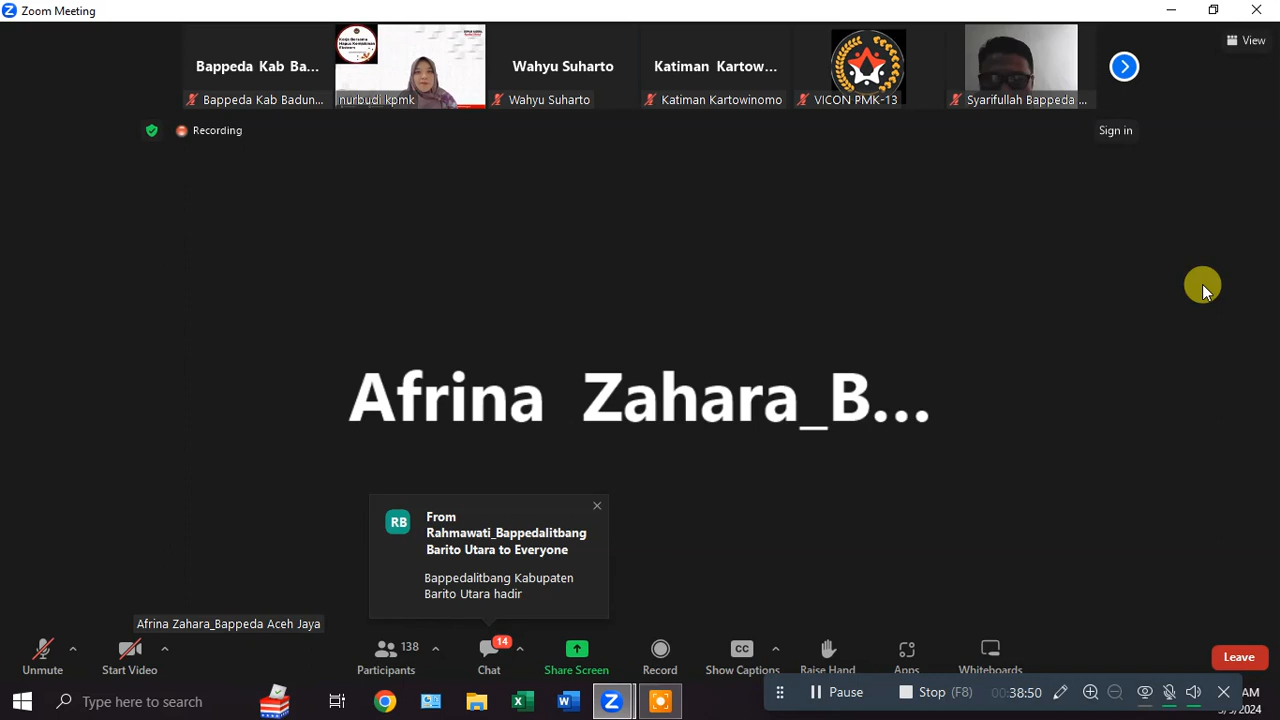 Zoom Meeting
Bappeda Kab Ba...
Wahyu Suharto
Katiman Kartow...
View
Bappeda Kab Badun...
nurbudi kpmk
Wahyu Suharto
Katiman Kartowinomo
VICON PMK-13
Syarifullah Bappeda ...
Recording
Sign in
Afrina Zahara_B...
From
RB
Rahmawati_Bappedalitbang
Barito Utara to Everyone
Bappedalitbang Kabupaten
Barito Utara hadir
Afrina Zahara_Bappeda Aceh Jaya
138
14
CC
Unmute
Start Video
Participants
Chat
Share Screen
Record
Show Captions
Raise Hand
Apps
Whiteboards
Leave
Type here to search
Pause
Stop (F8)
00:38:50
AM